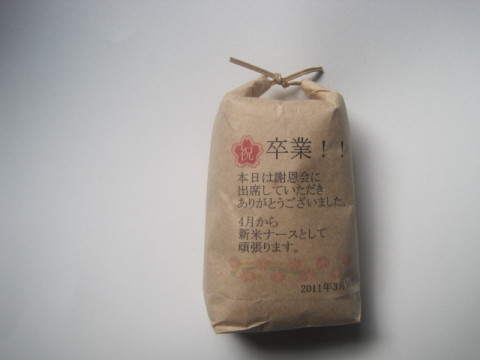 祝 卒業！！
本日は謝恩会に
出席していただき
ありがとうございました。
4月から
新米ナースとして
頑張ります。
2011年3月